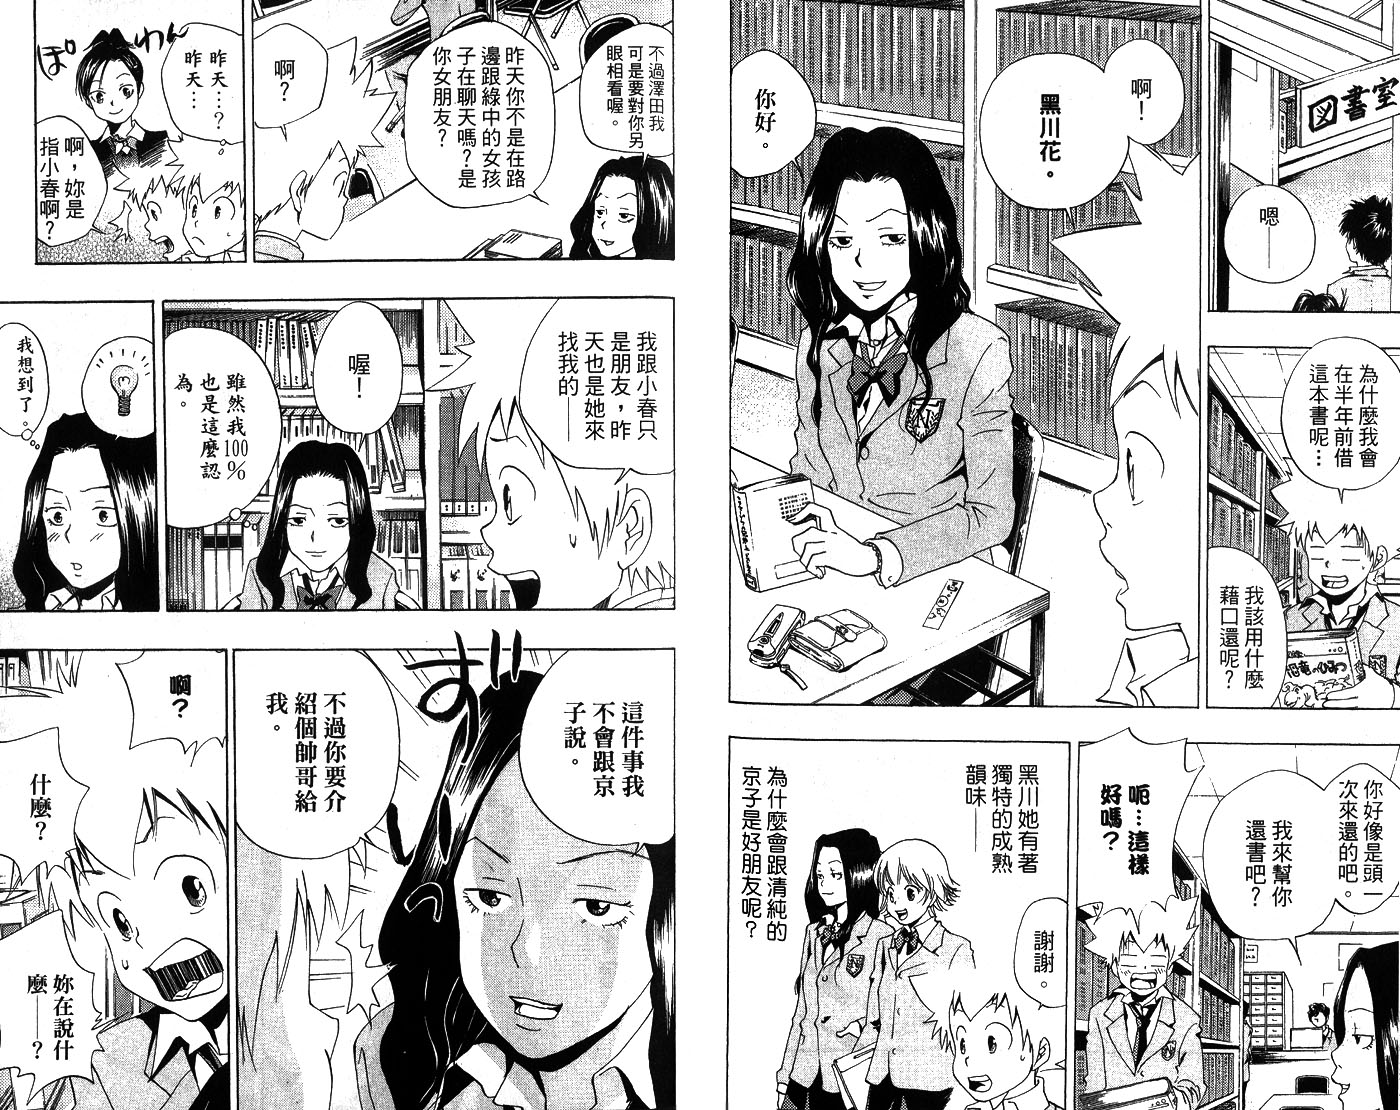 図書室
嗯——
為什麼我會
在半年前借
這本書呢…
我該用什麼
藉口還呢？
啊！
黑川花。
你好。
你好像是頭一
次來還的吧。
我來幫你
還書吧？
呃…這樣
好嗎？
謝謝。
黑川她有著
獨特的成熟
韻味——
為什麼會跟清純的
京子是好朋友呢？
不過澤田我
可是要對你另
眼相看喔。
昨天你不是在路
邊跟綠中的女孩
子在聊天嗎？是
你女朋友？
啊？
昨天…？
昨天…
ぽわん
啊，妳是
指小春啊？
我跟小春只
是朋友，昨
天也是她來
找我的——
喔！
雖然我100%
也是這麼認
為。
我想到了。
這件事我
不會跟京
子說。
ずいっ
不過你要介
紹個帥哥給
我。
啊？
什麼？
妳在說什
麼——？